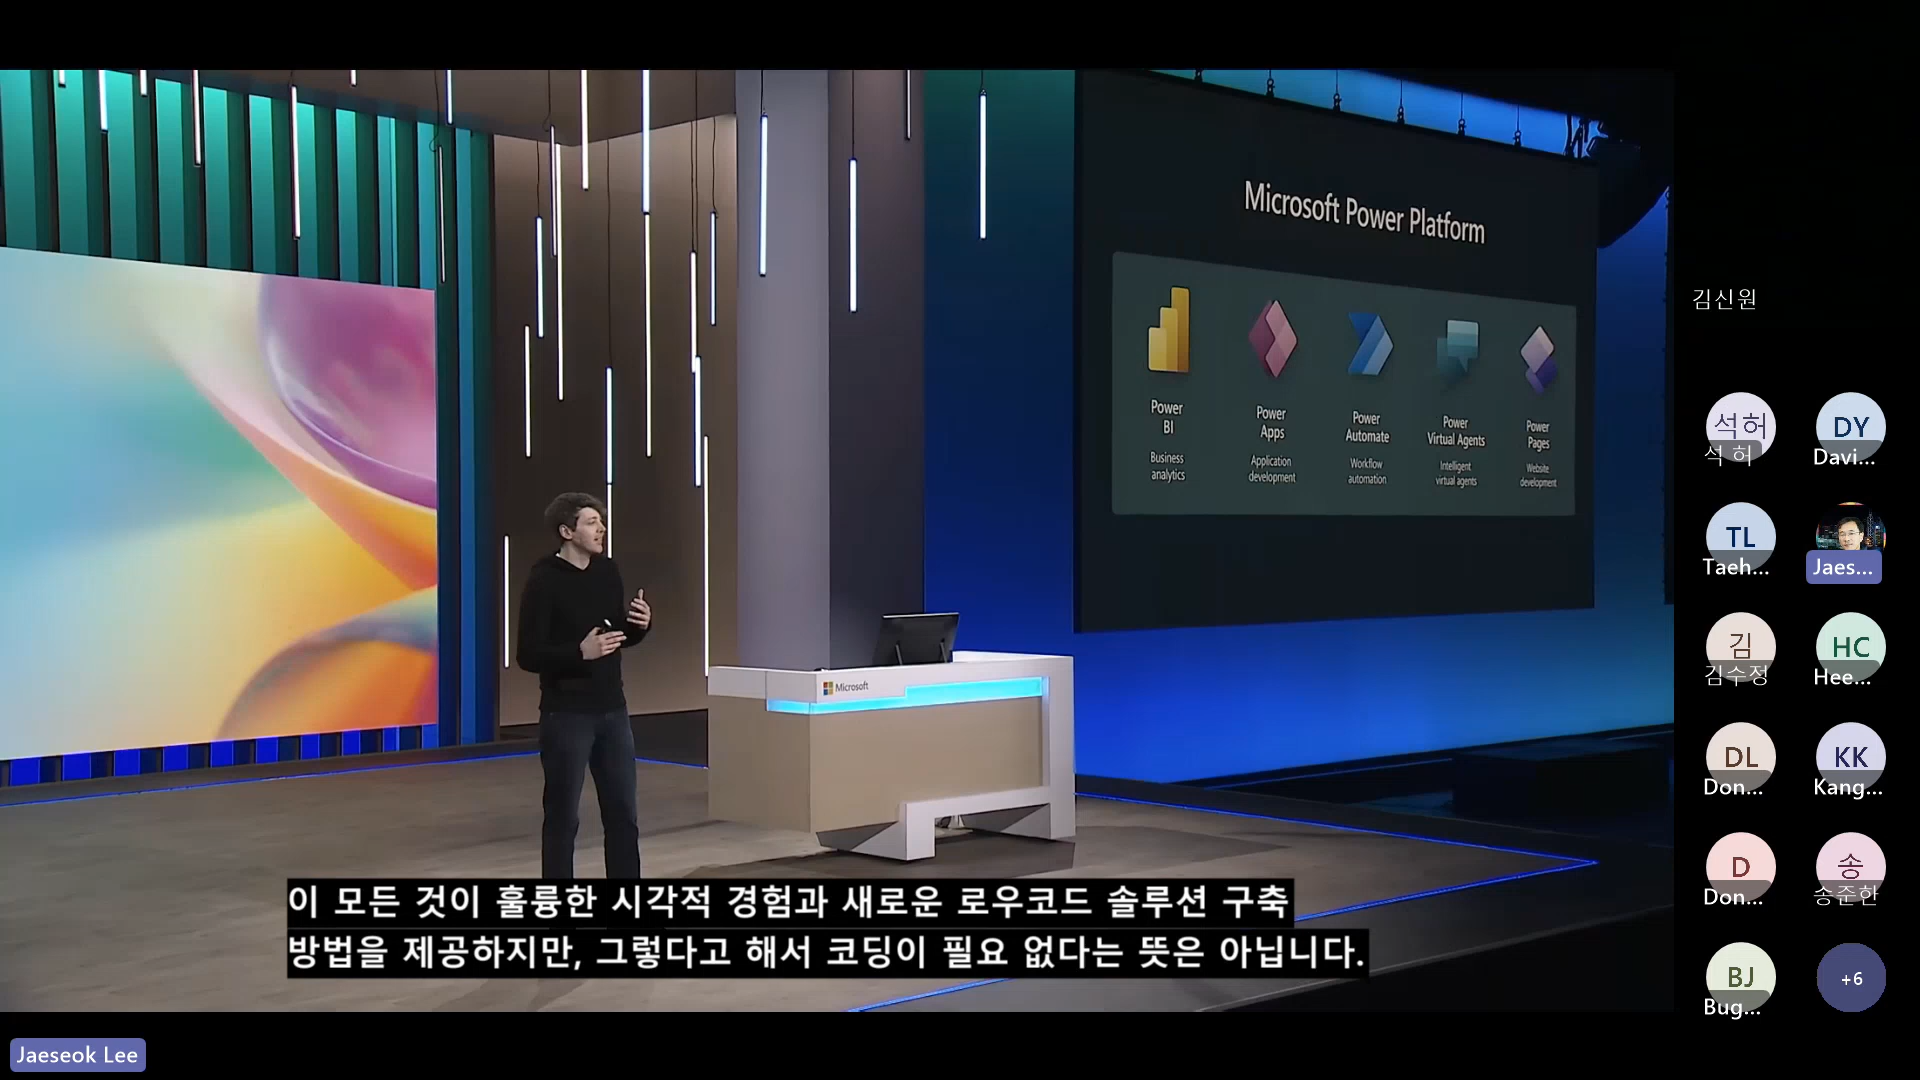 Microsoft Power Platform
Power
BI
Business
analytics
Power
Apps
Application
development
Power
Automate
Workflow
automation
Power
Virtual Agents
Intelligent
virtual agents
Power
Pages
Website
development
Microsoft
이 모든 것이 훌륭한 시각적 경험과 새로운 로우코드 솔루션 구축
방법을 제공하지만, 그렇다고 해서 코딩이 필요 없다는 뜻은 아닙니다.
Jaeseok Lee
김신원
석허
석 허
DY
Davi...
TL
Taeh...
Jaes...
김
김수정
HC
Hee...
DL
Don...
KK
Kang...
D
Don...
송
송준한
BJ
Bug...
+6